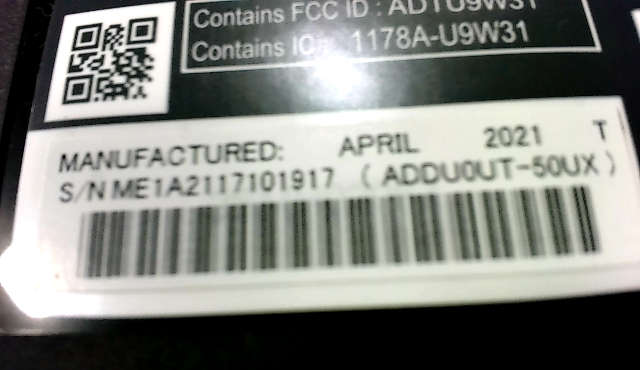 Contains FCC ID : ADTU9W31
Contains IC : 1178A-U9W31
MANUFACTURED: APRIL 2021 T
S/N ME1A2117101917 ( ADDU0UT-50UX )